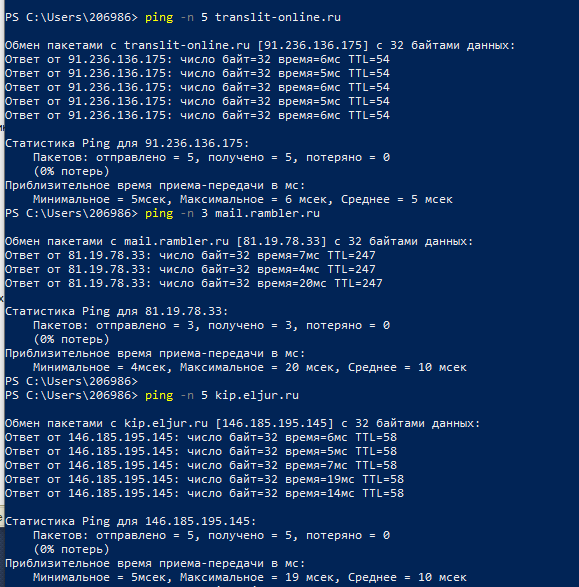 PS C:\Users\206986> ping -n 5 translit-online.ru
Обмен пакетами с translit-online.ru [91.236.136.175] с 32 байтами данных:
Ответ от 91.236.136.175: число байт=32 время=6мс TTL=54
Ответ от 91.236.136.175: число байт=32 время=5мс TTL=54
Ответ от 91.236.136.175: число байт=32 время=6мс TTL=54
Ответ от 91.236.136.175: число байт=32 время=5мс TTL=54
Ответ от 91.236.136.175: число байт=32 время=6мс TTL=54
Статистика Ping для 91.236.136.175:
Пакетов: отправлено = 5, получено = 5, потеряно = 0
(0% потерь)
Приблизительное время приема-передачи в мс:
Минимальное = 5мсек, Максимальное = 6 мсек, Среднее = 5 мсек
PS C:\Users\206986> ping -n 3 mail.rambler.ru
Обмен пакетами с mail.rambler.ru [81.19.78.33] с 32 байтами данных:
Ответ от 81.19.78.33: число байт=32 время=7мс TTL=247
Ответ от 81.19.78.33: число байт=32 время=4мс TTL=247
Ответ от 81.19.78.33: число байт=32 время=20мс TTL=247
Статистика Ping для 81.19.78.33:
Пакетов: отправлено = 3, получено = 3, потеряно = 0
(0% потерь)
Приблизительное время приема-передачи в мс:
Минимальное = 4мсек, Максимальное = 20 мсек, Среднее = 10 мсек
PS C:\Users\206986>
PS C:\Users\206986> ping -n 5 kip.eljur.ru
Обмен пакетами с kip.eljur.ru [146.185.195.145] с 32 байтами данных:
Ответ от 146.185.195.145: число байт=32 время=6мс TTL=58
Ответ от 146.185.195.145: число байт=32 время=5мс TTL=58
Ответ от 146.185.195.145: число байт=32 время=7мс TTL=58
Ответ от 146.185.195.145: число байт=32 время=19мс TTL=58
Ответ от 146.185.195.145: число байт=32 время=14мс TTL=58
Статистика Ping для 146.185.195.145:
Пакетов: отправлено = 5, получено = 5, потеряно = 0
(0% потерь)
Приблизительное время приема-передачи в мс:
Минимальное = 5мсек, Максимальное = 19 мсек, Среднее = 10 мсек